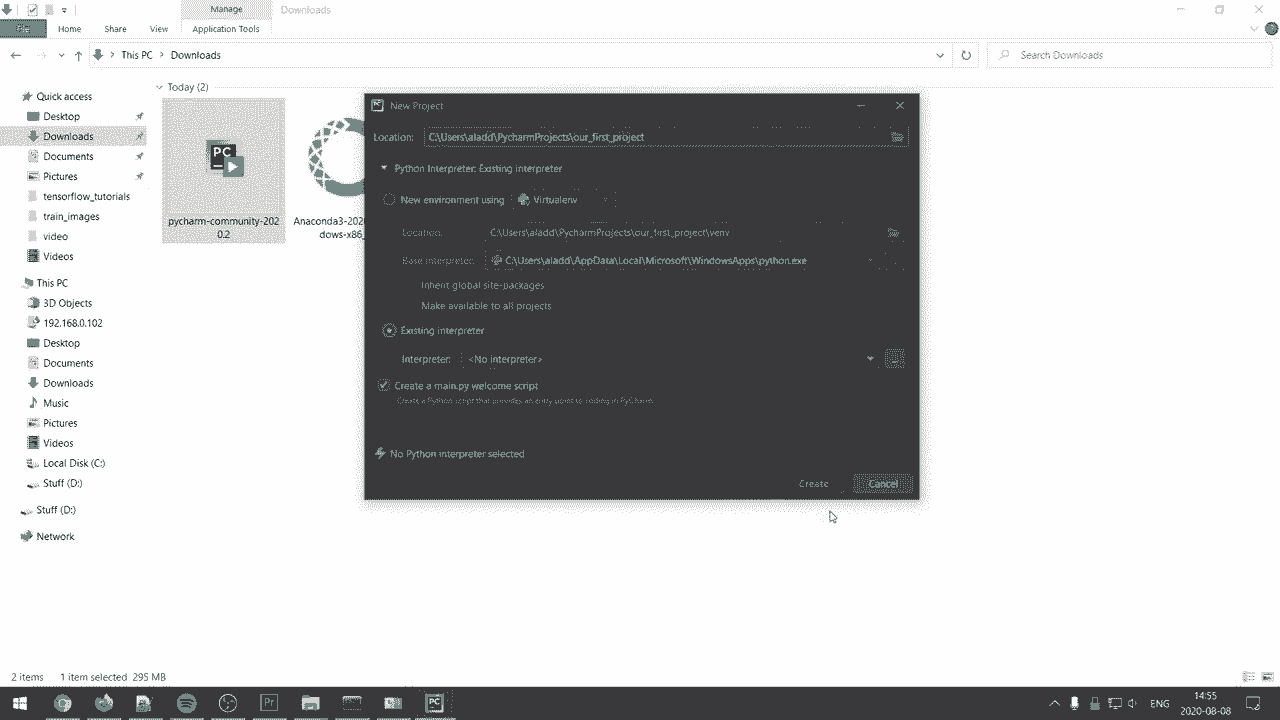 Manage
Downloads
File
Home
Share
View
Application Tools
This PC
Downloads
Search Downloads
Quick access
Desktop
Downloads
Documents
Pictures
tensorflow_tutorials
train_images
video
Videos
This PC
3D Objects
192.168.0.102
Desktop
Documents
Downloads
Music
Pictures
Videos
Local Disk (C:)
Stuff (D:)
Stuff (D:)
Network
Today (2)
PC
pycharm-community-202
0.2
Anaconda3-202
dows-x86_
PC New Project
Location: C:\Users\aladd\PycharmProjects\our_first_project
Python Interpreter: Existing interpreter
New environment using Virtualenv
Location: C:\Users\aladd\PycharmProjects\our_first_project\venv
Base interpreter: C:\Users\aladd\AppData\Local\Microsoft\WindowsApps\python.exe
Inherit global site-packages
Make available to all projects
Existing interpreter
Interpreter: <No interpreter>
Create a main.py welcome script
Create a Python script that provides an entry point to coding in PyCharm.
No Python interpreter selected
Create
Cancel
2 items
1 item selected 295 MB
Pr
PC
ENG
14:55
2020-08-08